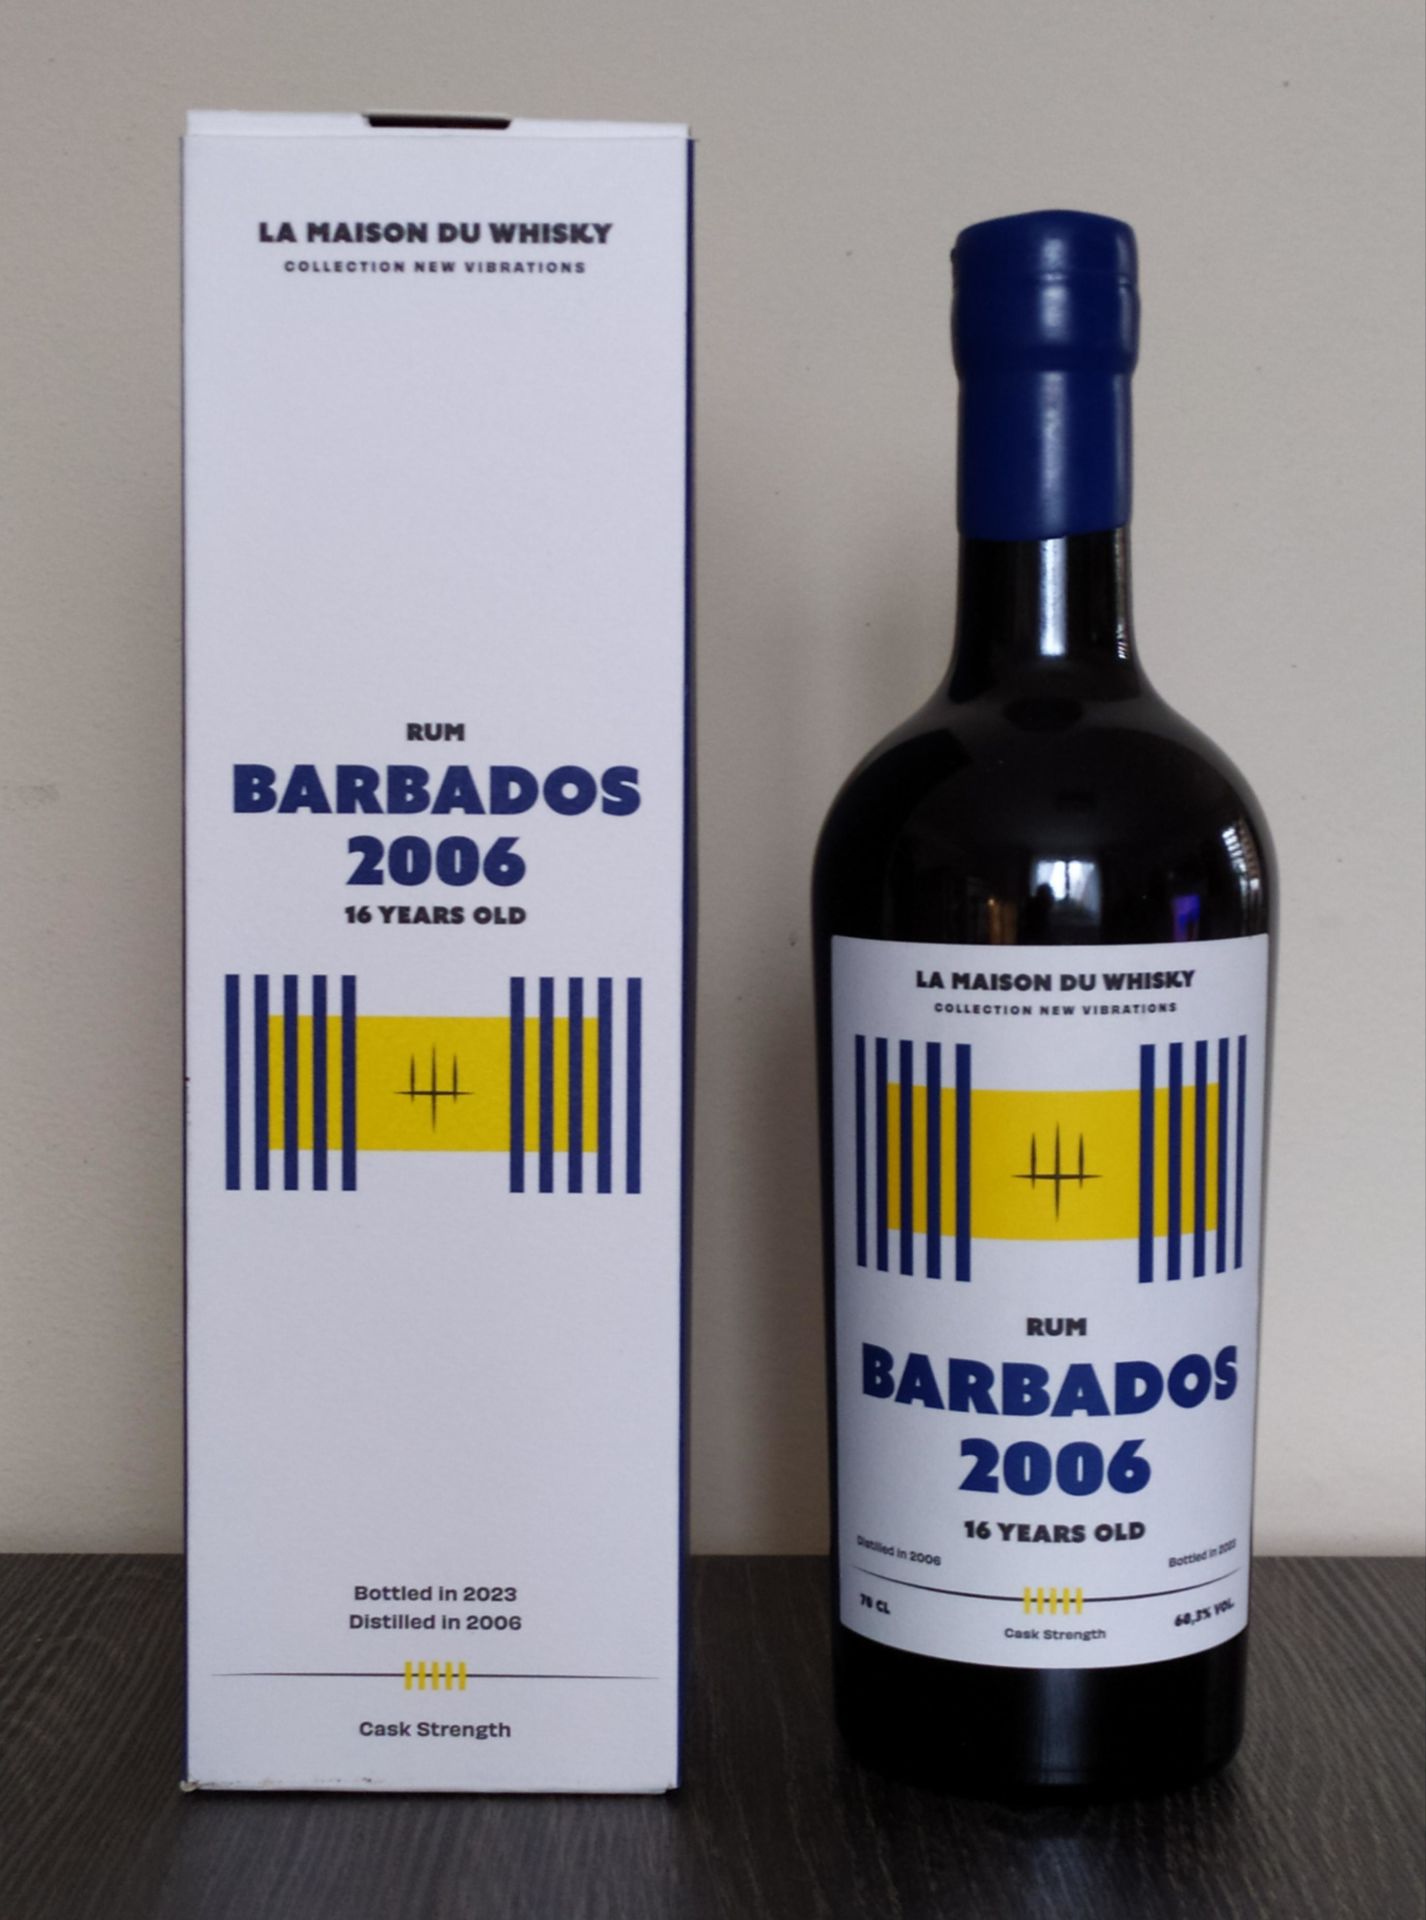 LA MAISON DU WHISKY
COLLECTION NEW VIBRATIONS
RUM
BARBADOS
2006
16 YEARS OLD
Bottled in 2023
Distilled in 2006
Cask Strength
LA MAISON DU WHISKY
COLLECTION NEW VIBRATIONS
RUM
BARBADOS
2006
16 YEARS OLD
Distilled in 2006
Bottled in 2023
70 CL
Cask Strength
60,3% VOL.